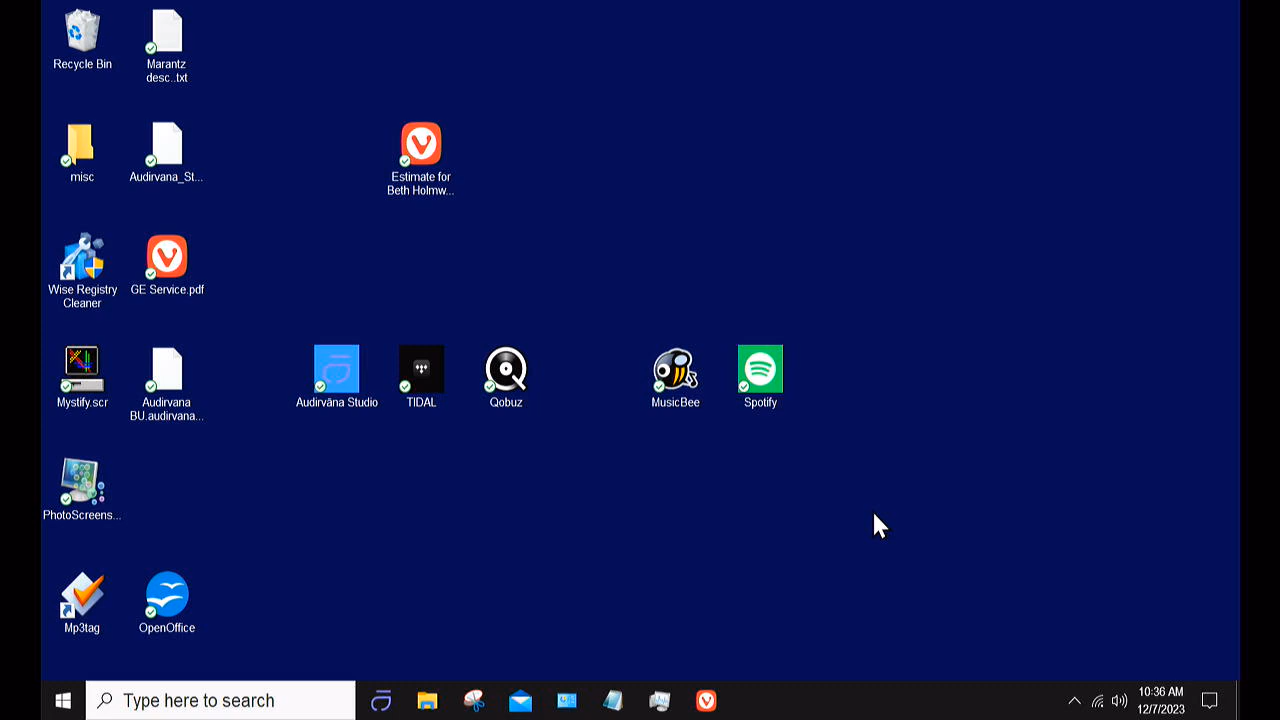 Recycle Bin
Marantz
desc..txt
misc
Audirvana_St...
Estimate for
Beth Holmw...
Wise Registry
Cleaner
GE Service.pdf
Mystify.scr
Audirvana
BU.audirvana...
Audirvāna Studio
TIDAL
Qobuz
MusicBee
Spotify
PhotoScreens...
Mp3tag
OpenOffice
Type here to search
10:36 AM
12/7/2023